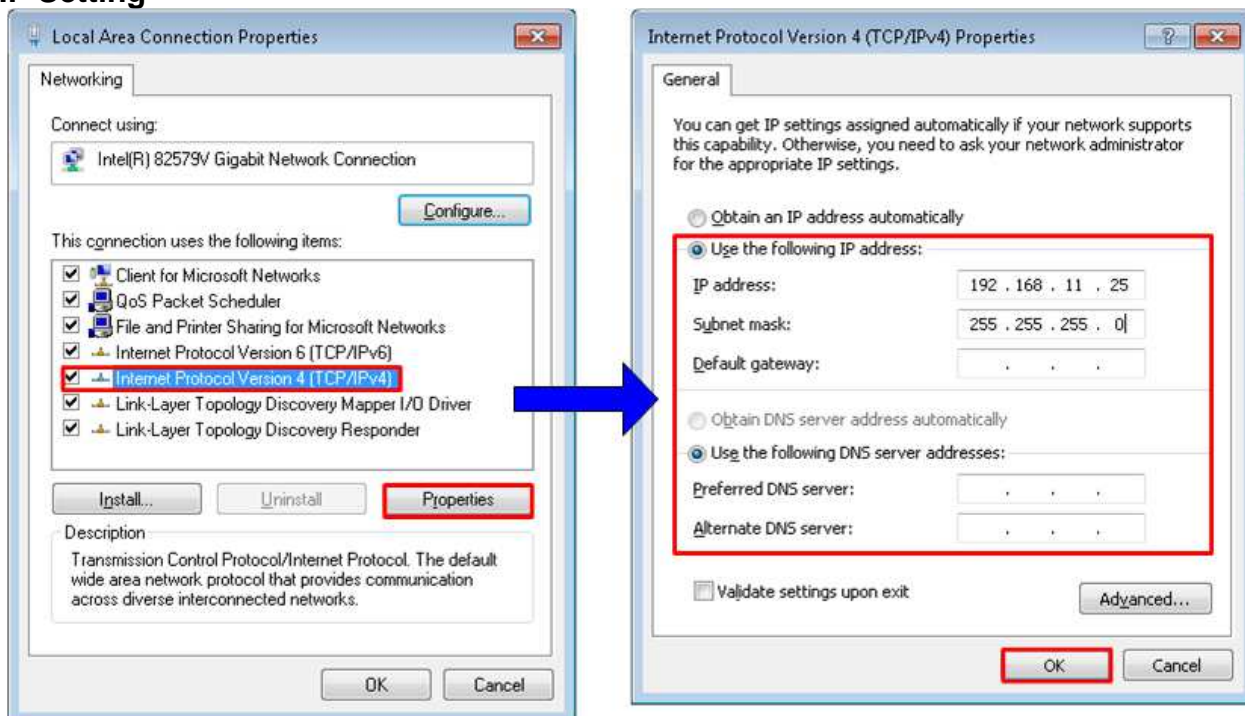 IP Setting
Local Area Connection Properties
Networking
Connect using:
Intel(R) 82579V Gigabit Network Connection
Configure...
This connection uses the following items:
Client for Microsoft Networks
QoS Packet Scheduler
File and Printer Sharing for Microsoft Networks
Internet Protocol Version 6 (TCP/IPv6)
Internet Protocol Version 4 (TCP/IPv4)
Link-Layer Topology Discovery Mapper I/O Driver
Link-Layer Topology Discovery Responder
Install...
Uninstall
Properties
Description
Transmission Control Protocol/Internet Protocol. The default
wide area network protocol that provides communication
across diverse interconnected networks.
OK
Cancel
Internet Protocol Version 4 (TCP/IPv4) Properties
General
You can get IP settings assigned automatically if your network supports
this capability. Otherwise, you need to ask your network administrator
for the appropriate IP settings.
Obtain an IP address automatically
Use the following IP address:
IP address: 192 . 168 . 11 . 25
Subnet mask: 255 . 255 . 255 . 0
Default gateway: . . .
Obtain DNS server address automatically
Use the following DNS server addresses:
Preferred DNS server: . . .
Alternate DNS server: . . .
Validate settings upon exit
Advanced...
OK
Cancel